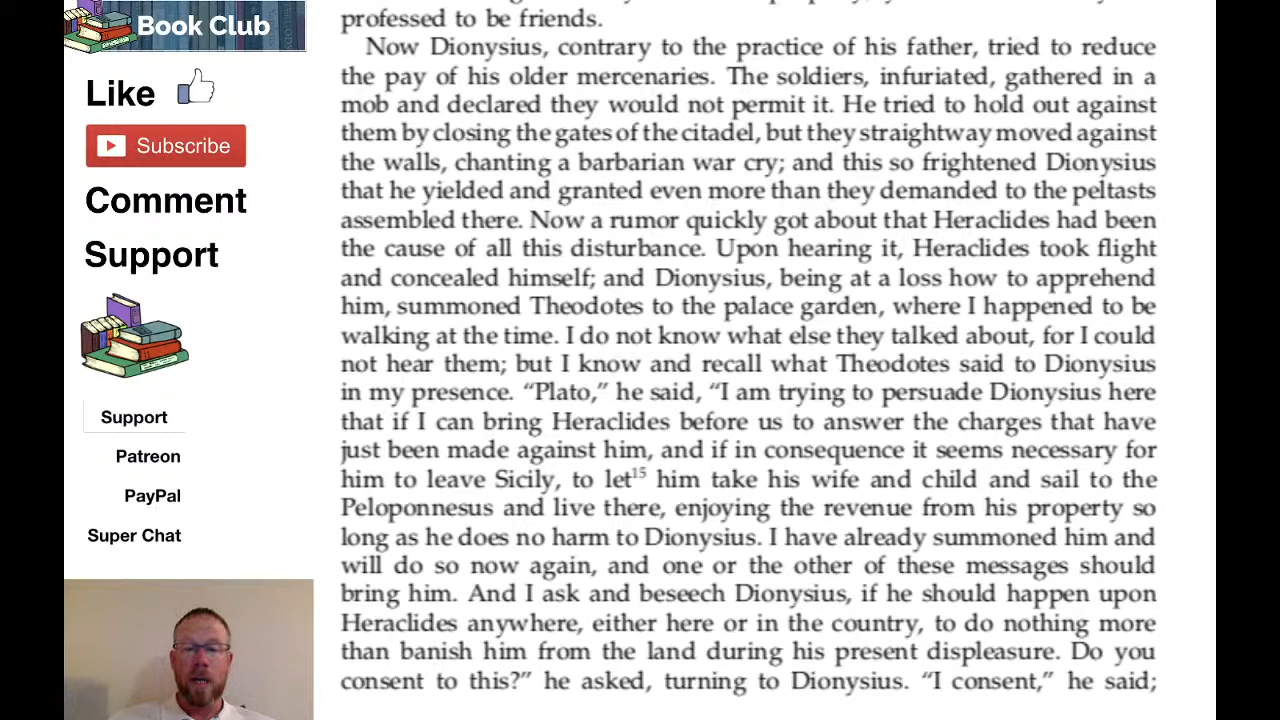 Book Club
Like
Subscribe
Comment
Support
Support
Patreon
PayPal
Super Chat
professed to be friends.
Now Dionysius, contrary to the practice of his father, tried to reduce
the pay of his older mercenaries. The soldiers, infuriated, gathered in a
mob and declared they would not permit it. He tried to hold out against
them by closing the gates of the citadel, but they straightway moved against
the walls, chanting a barbarian war cry; and this so frightened Dionysius
that he yielded and granted even more than they demanded to the peltasts
assembled there. Now a rumor quickly got about that Heraclides had been
the cause of all this disturbance. Upon hearing it, Heraclides took flight
and concealed himself; and Dionysius, being at a loss how to apprehend
him, summoned Theodotes to the palace garden, where I happened to be
walking at the time. I do not know what else they talked about, for I could
not hear them; but I know and recall what Theodotes said to Dionysius
in my presence. “Plato,” he said, “I am trying to persuade Dionysius here
that if I can bring Heraclides before us to answer the charges that have
just been made against him, and if in consequence it seems necessary for
him to leave Sicily, to let¹⁵ him take his wife and child and sail to the
Peloponnesus and live there, enjoying the revenue from his property so
long as he does no harm to Dionysius. I have already summoned him and
will do so now again, and one or the other of these messages should
bring him. And I ask and beseech Dionysius, if he should happen upon
Heraclides anywhere, either here or in the country, to do nothing more
than banish him from the land during his present displeasure. Do you
consent to this?” he asked, turning to Dionysius. “I consent,” he said;